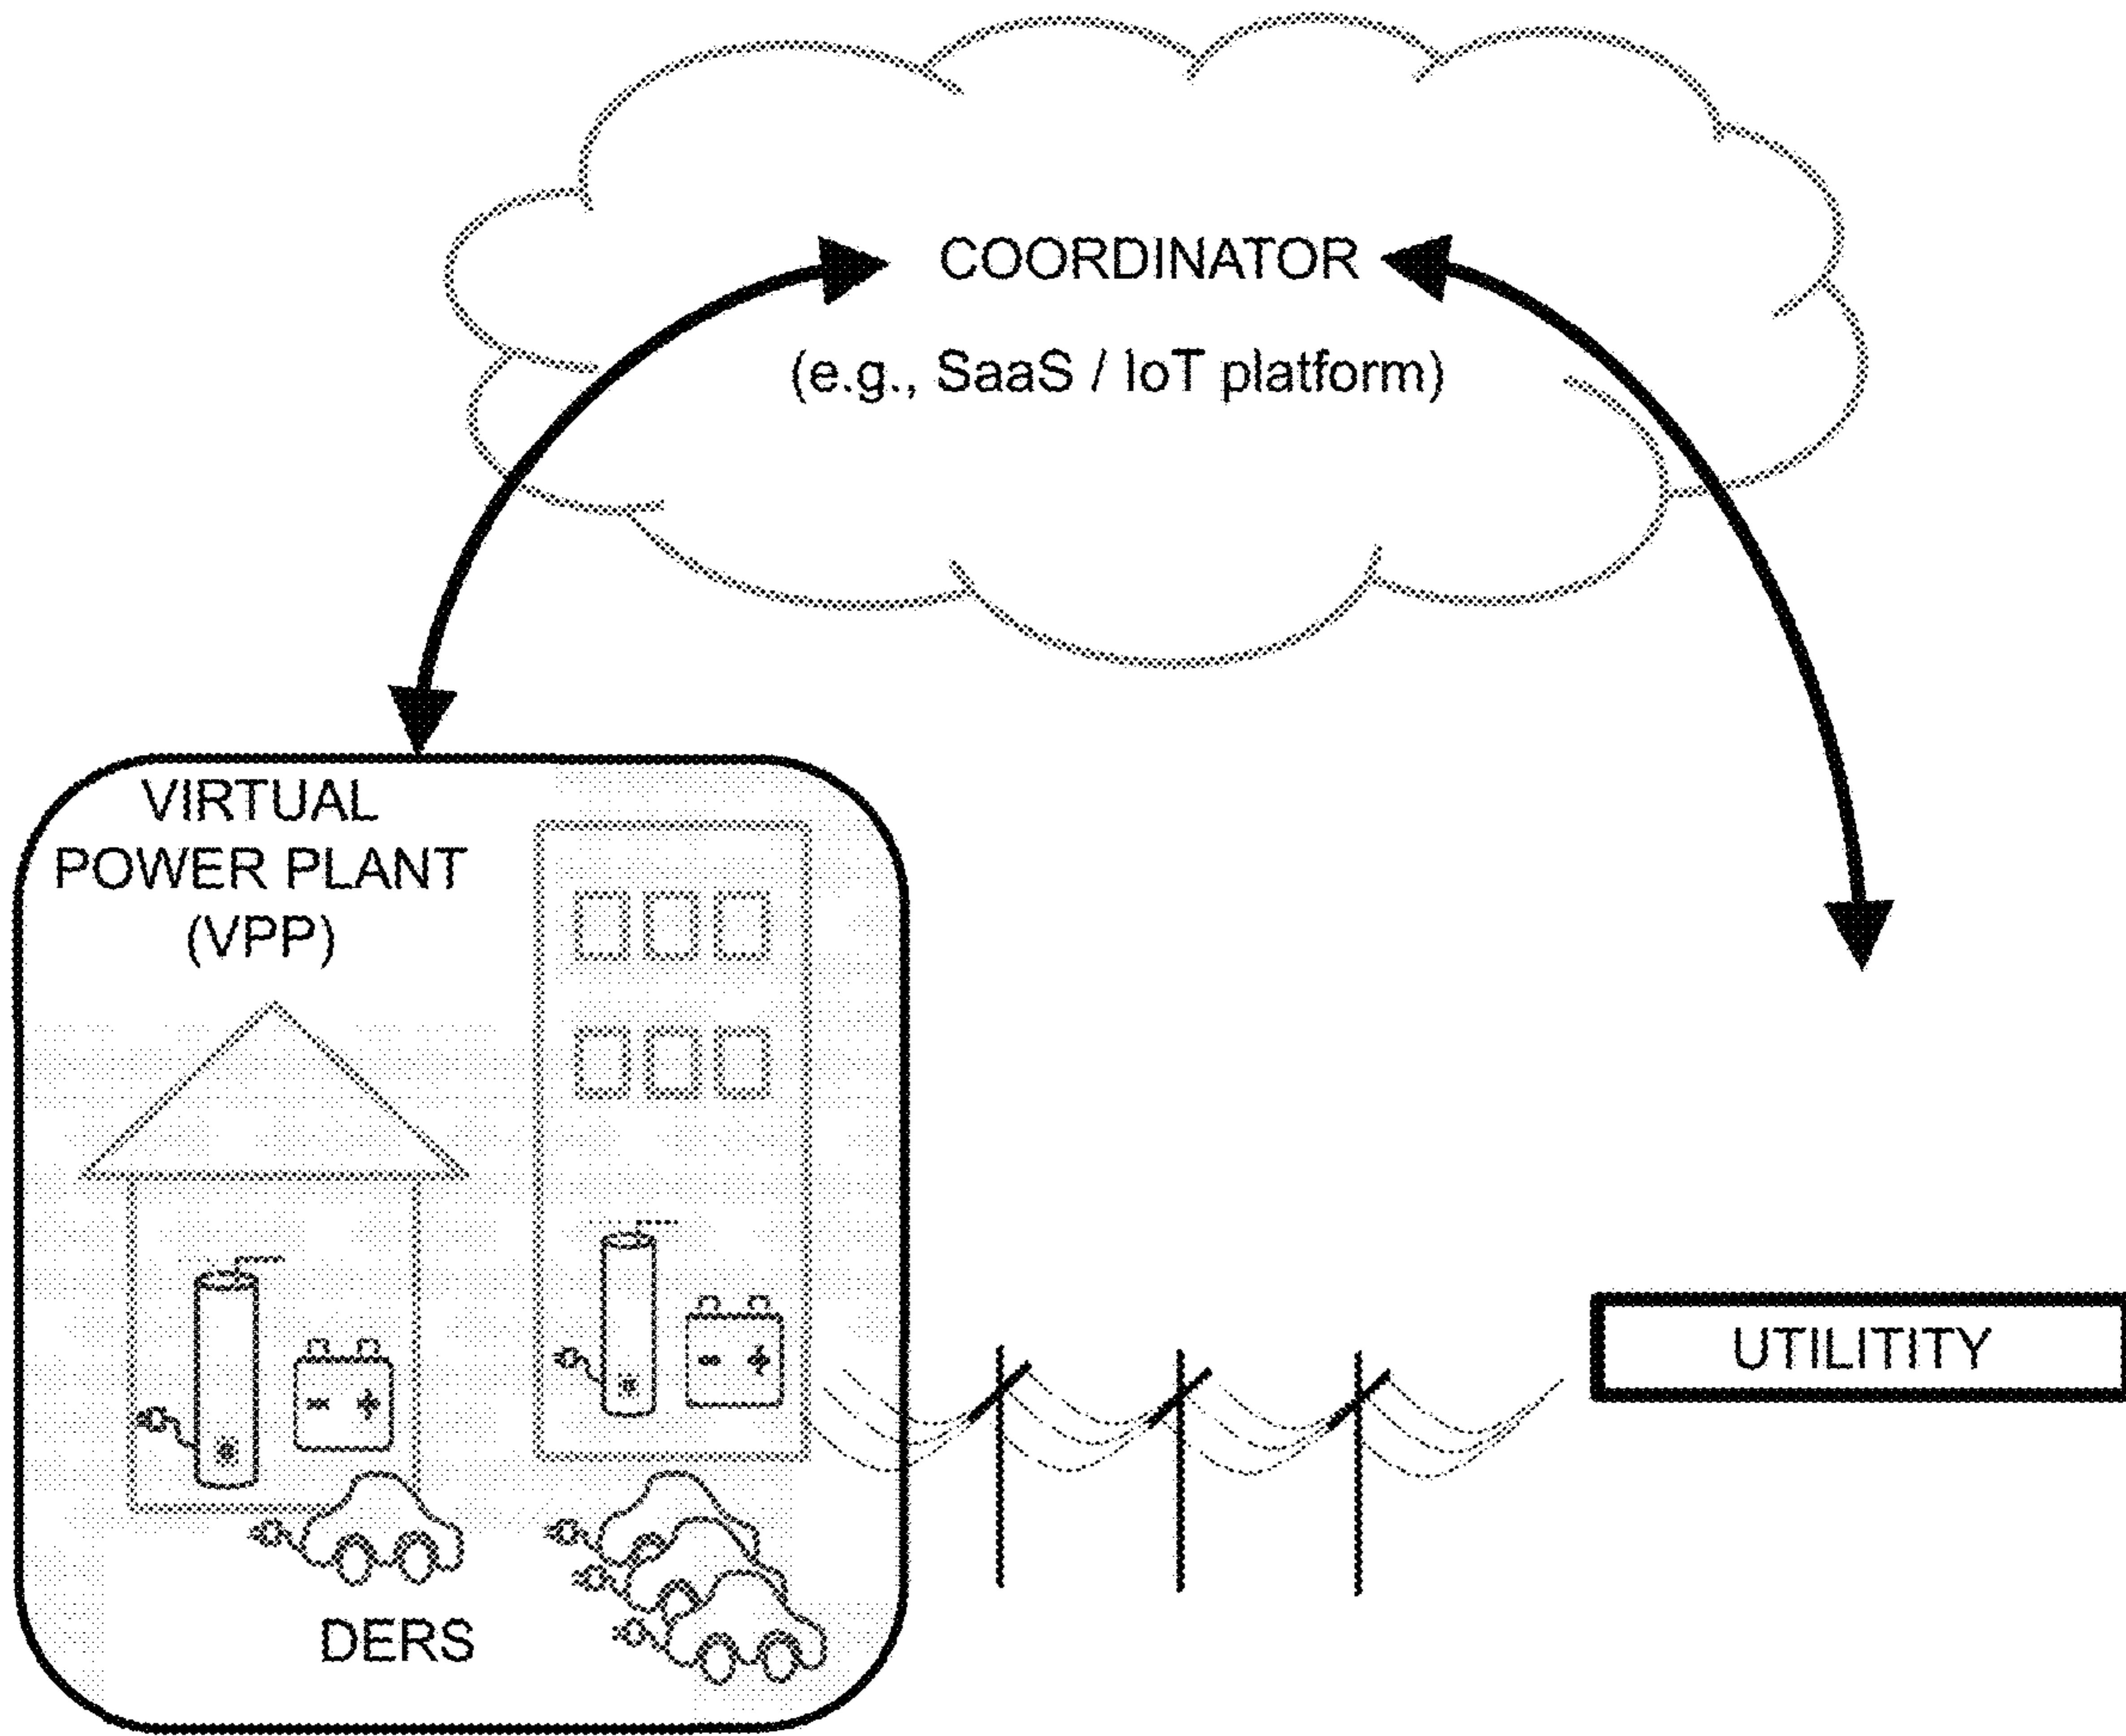 COORDINATOR
(e.g., SaaS / IoT platform)
VIRTUAL
POWER PLANT
(VPP)
UTILITITY
DERS